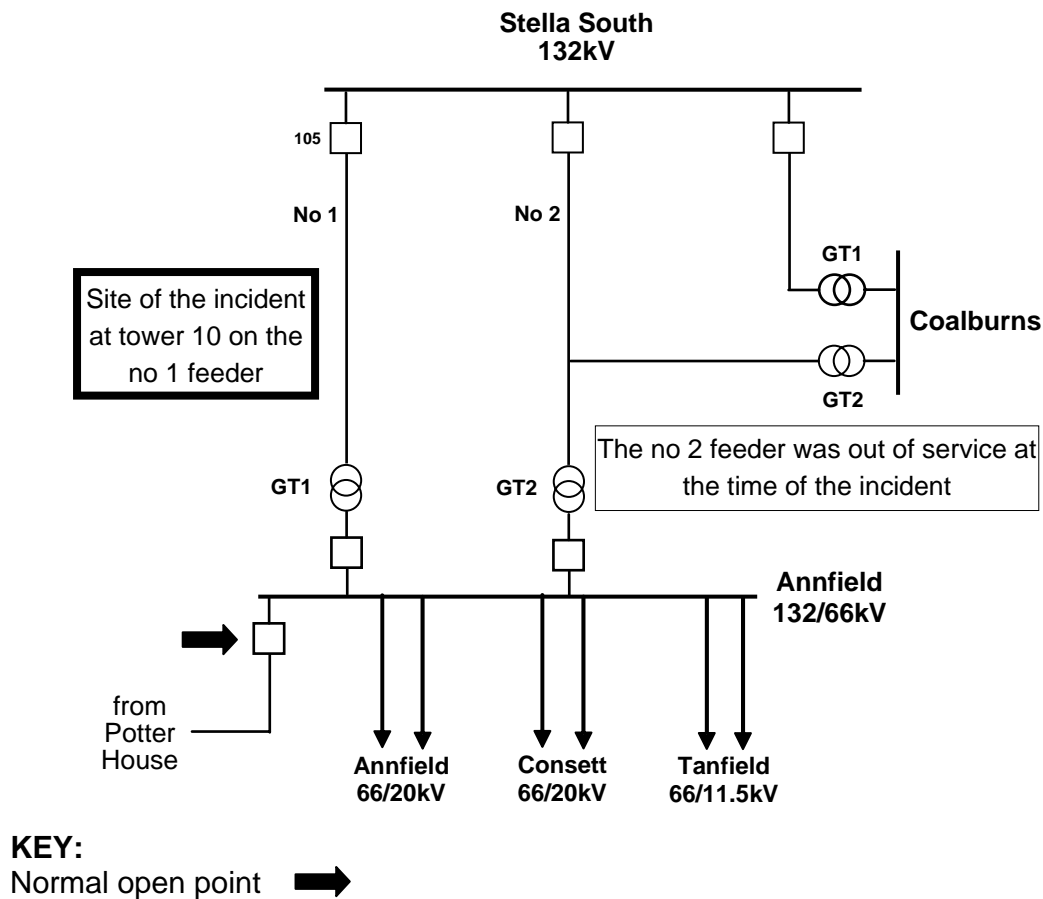 Stella South
132kV
105
No 1
No 2
GT1
Coalburns
GT2
Site of the incident
at tower 10 on the
no 1 feeder
The no 2 feeder was out of service at
the time of the incident
GT1
GT2
Annfield
132/66kV
from
Potter
House
Annfield
66/20kV
Consett
66/20kV
Tanfield
66/11.5kV
KEY:
Normal open point